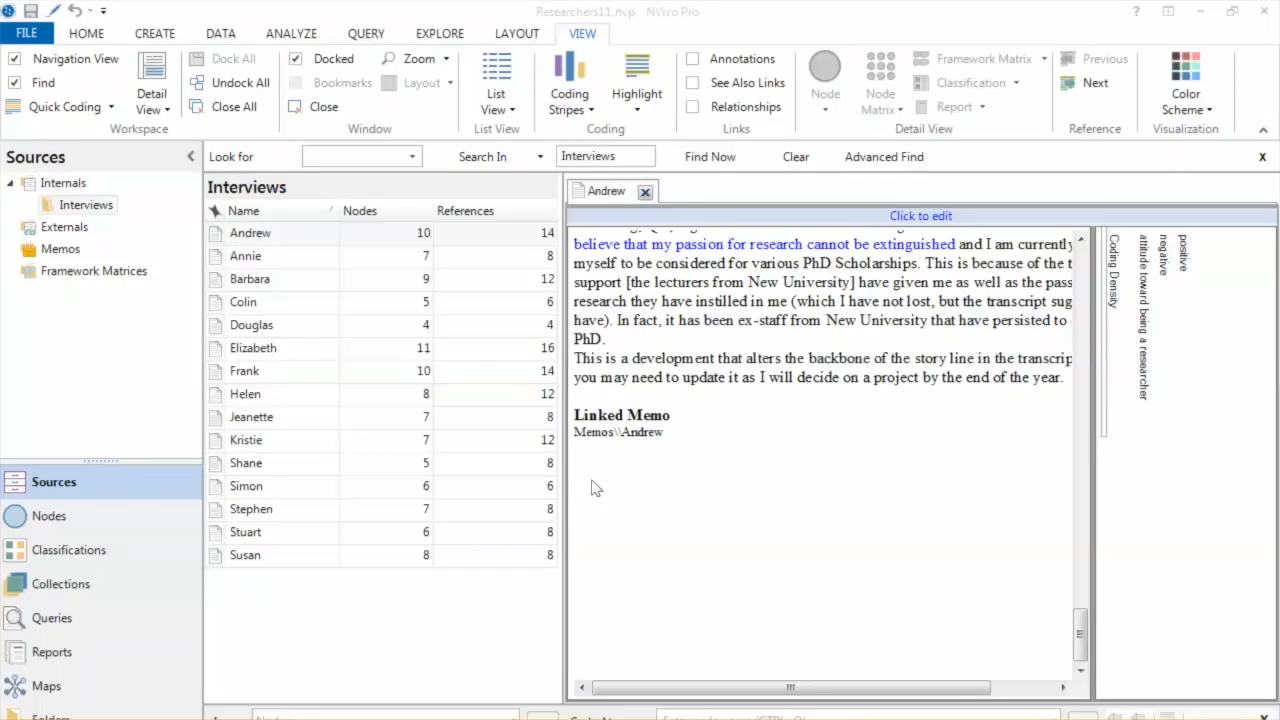 Researchers11.nvp - NVivo Pro
FILE HOME CREATE DATA ANALYZE QUERY EXPLORE LAYOUT VIEW
Navigation View
Find
Quick Coding
Detail View
Workspace
Dock All
Undock All
Close All
Docked
Bookmarks
Close
Zoom
Layout
Window
List View
List View
Coding Stripes
Highlight
Coding
Annotations
See Also Links
Relationships
Links
Node
Node Matrix
Framework Matrix
Classification
Report
Detail View
Previous
Next
Reference
Color Scheme
Visualization
Sources
Internals
Interviews
Externals
Memos
Framework Matrices
Sources
Nodes
Classifications
Collections
Queries
Reports
Maps
Look for Search In Interviews Find Now Clear Advanced Find x
Interviews
Name Nodes References
Andrew 10 14
Annie 7 8
Barbara 9 12
Colin 5 6
Douglas 4 4
Elizabeth 11 16
Frank 10 14
Helen 8 12
Jeanette 7 8
Kristie 7 12
Shane 5 8
Simon 6 6
Stephen 7 8
Stuart 6 8
Susan 8 8
Andrew
Click to edit
believe that my passion for research cannot be extinguished and I am currently
myself to be considered for various PhD Scholarships. This is because of the t
support [the lecturers from New University] have given me as well as the pass
research they have instilled in me (which I have not lost, but the transcript sug
have). In fact, it has been ex-staff from New University that have persisted to
PhD.
This is a development that alters the backbone of the story line in the transcrip
you may need to update it as I will decide on a project by the end of the year.
Linked Memo
Memos\\Andrew
Coding Density
attitude toward being a researcher
negative
positive